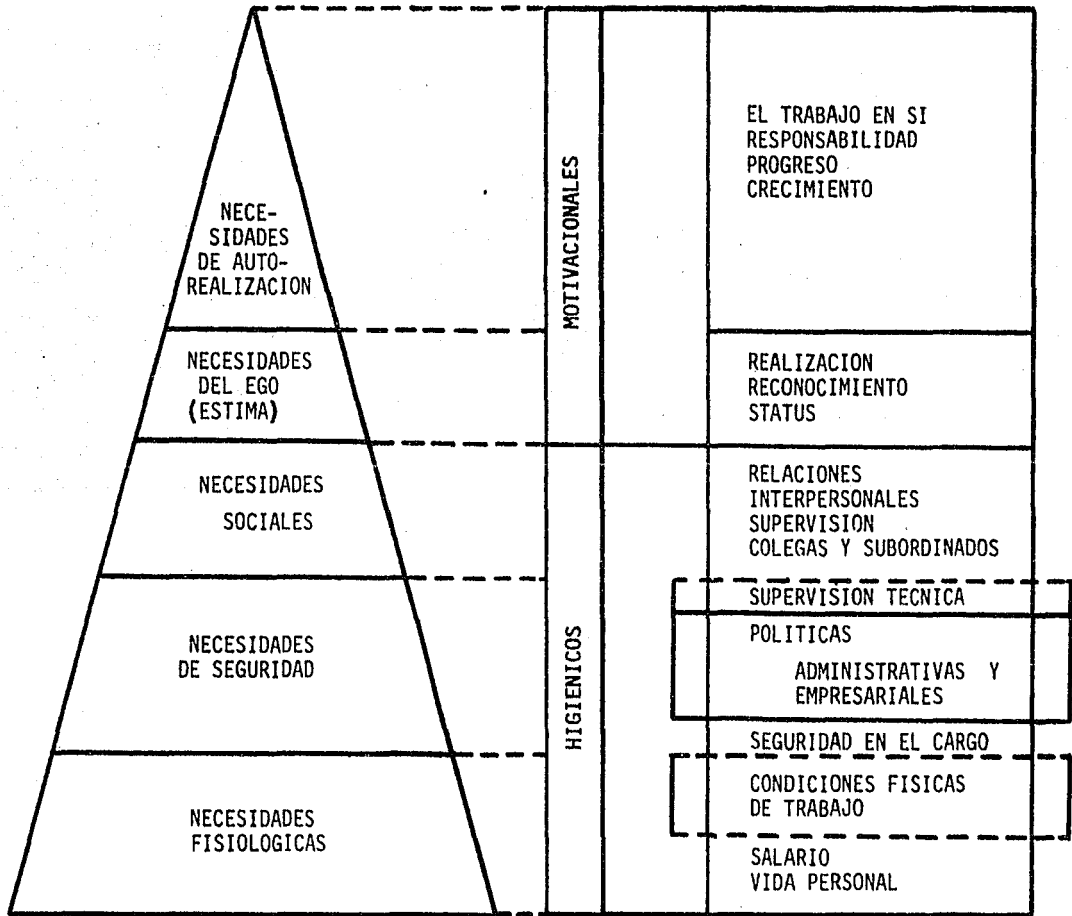 NECE-
SIDADES
DE AUTO-
REALIZACION
NECESIDADES
DEL EGO
(ESTIMA)
NECESIDADES
SOCIALES
NECESIDADES
DE SEGURIDAD
NECESIDADES
FISIOLOGICAS
MOTIVACIONALES
HIGIENICOS
EL TRABAJO EN SI
RESPONSABILIDAD
PROGRESO
CRECIMIENTO
REALIZACION
RECONOCIMIENTO
STATUS
RELACIONES
INTERPERSONALES
SUPERVISION
COLEGAS Y SUBORDINADOS
SUPERVISION TECNICA
POLITICAS
ADMINISTRATIVAS Y
EMPRESARIALES
SEGURIDAD EN EL CARGO
CONDICIONES FISICAS
DE TRABAJO
SALARIO
VIDA PERSONAL